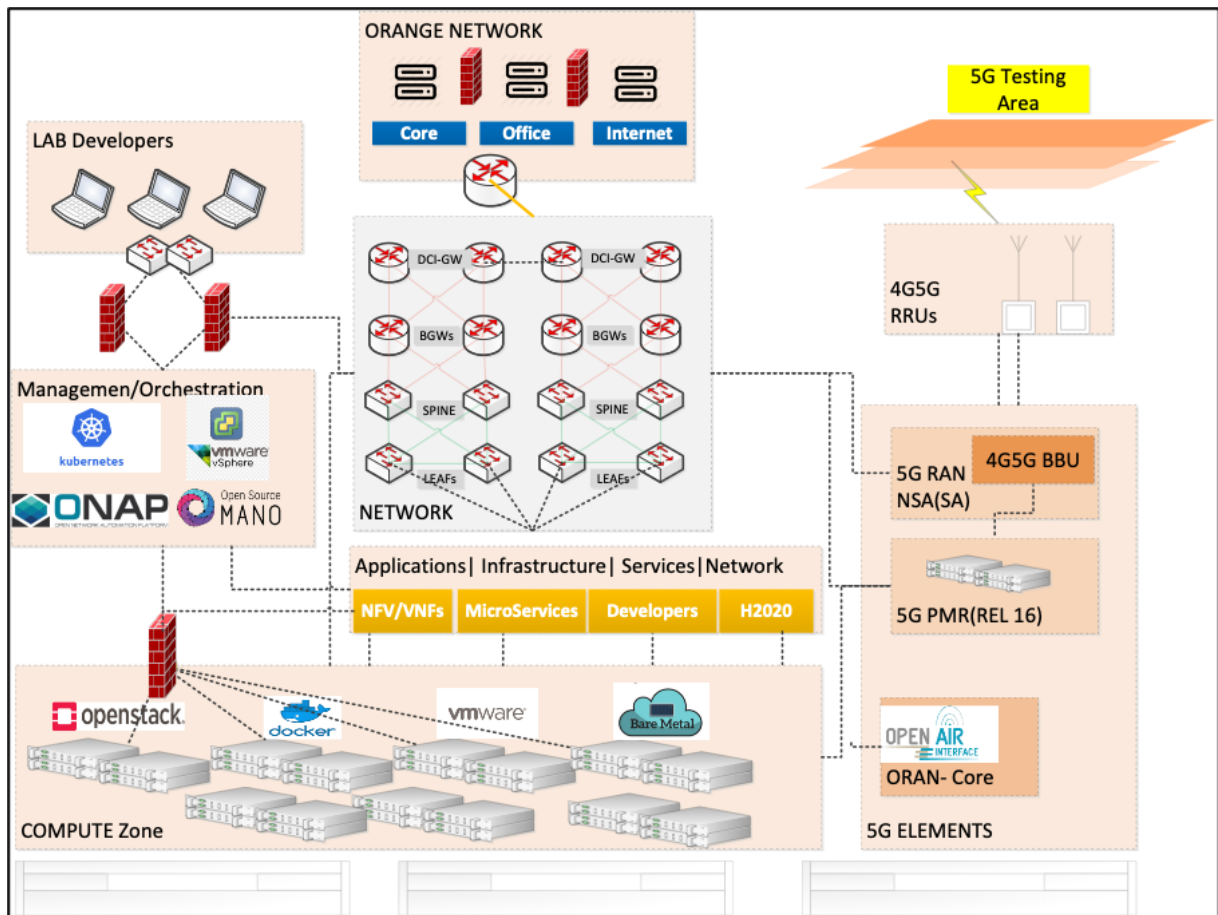 ORANGE NETWORK
Core
Office
Internet
5G Testing
Area
LAB Developers
4G5G
RRUs
DCI-GW
DCI-GW
BGWs
BGWs
SPINE
SPINE
LEAFs
LEAFs
NETWORK
Managemen/Orchestration
kubernetes
vmware
vSphere
ONAP
OPEN NETWORK AUTOMATION PLATFORM
Open Source
MANO
5G RAN
NSA(SA)
4G5G BBU
5G PMR(REL 16)
Applications| Infrastructure| Services|Network
NFV/VNFs
MicroServices
Developers
H2020
openstack.
docker
vmware
Bare Metal
COMPUTE Zone
OPEN AIR
INTERFACE
ORAN- Core
5G ELEMENTS